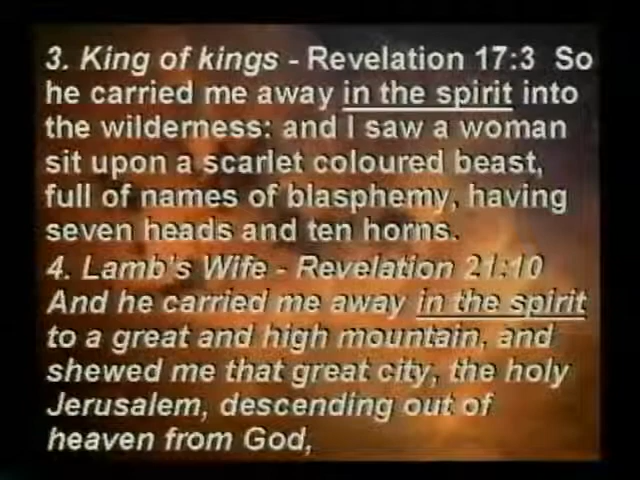 3. King of kings - Revelation 17:3 So
he carried me away in the spirit into
the wilderness: and I saw a woman
sit upon a scarlet coloured beast,
full of names of blasphemy, having
seven heads and ten horns.
4. Lamb's Wife - Revelation 21:10
And he carried me away in the spirit
to a great and high mountain, and
shewed me that great city, the holy
Jerusalem, descending out of
heaven from God,